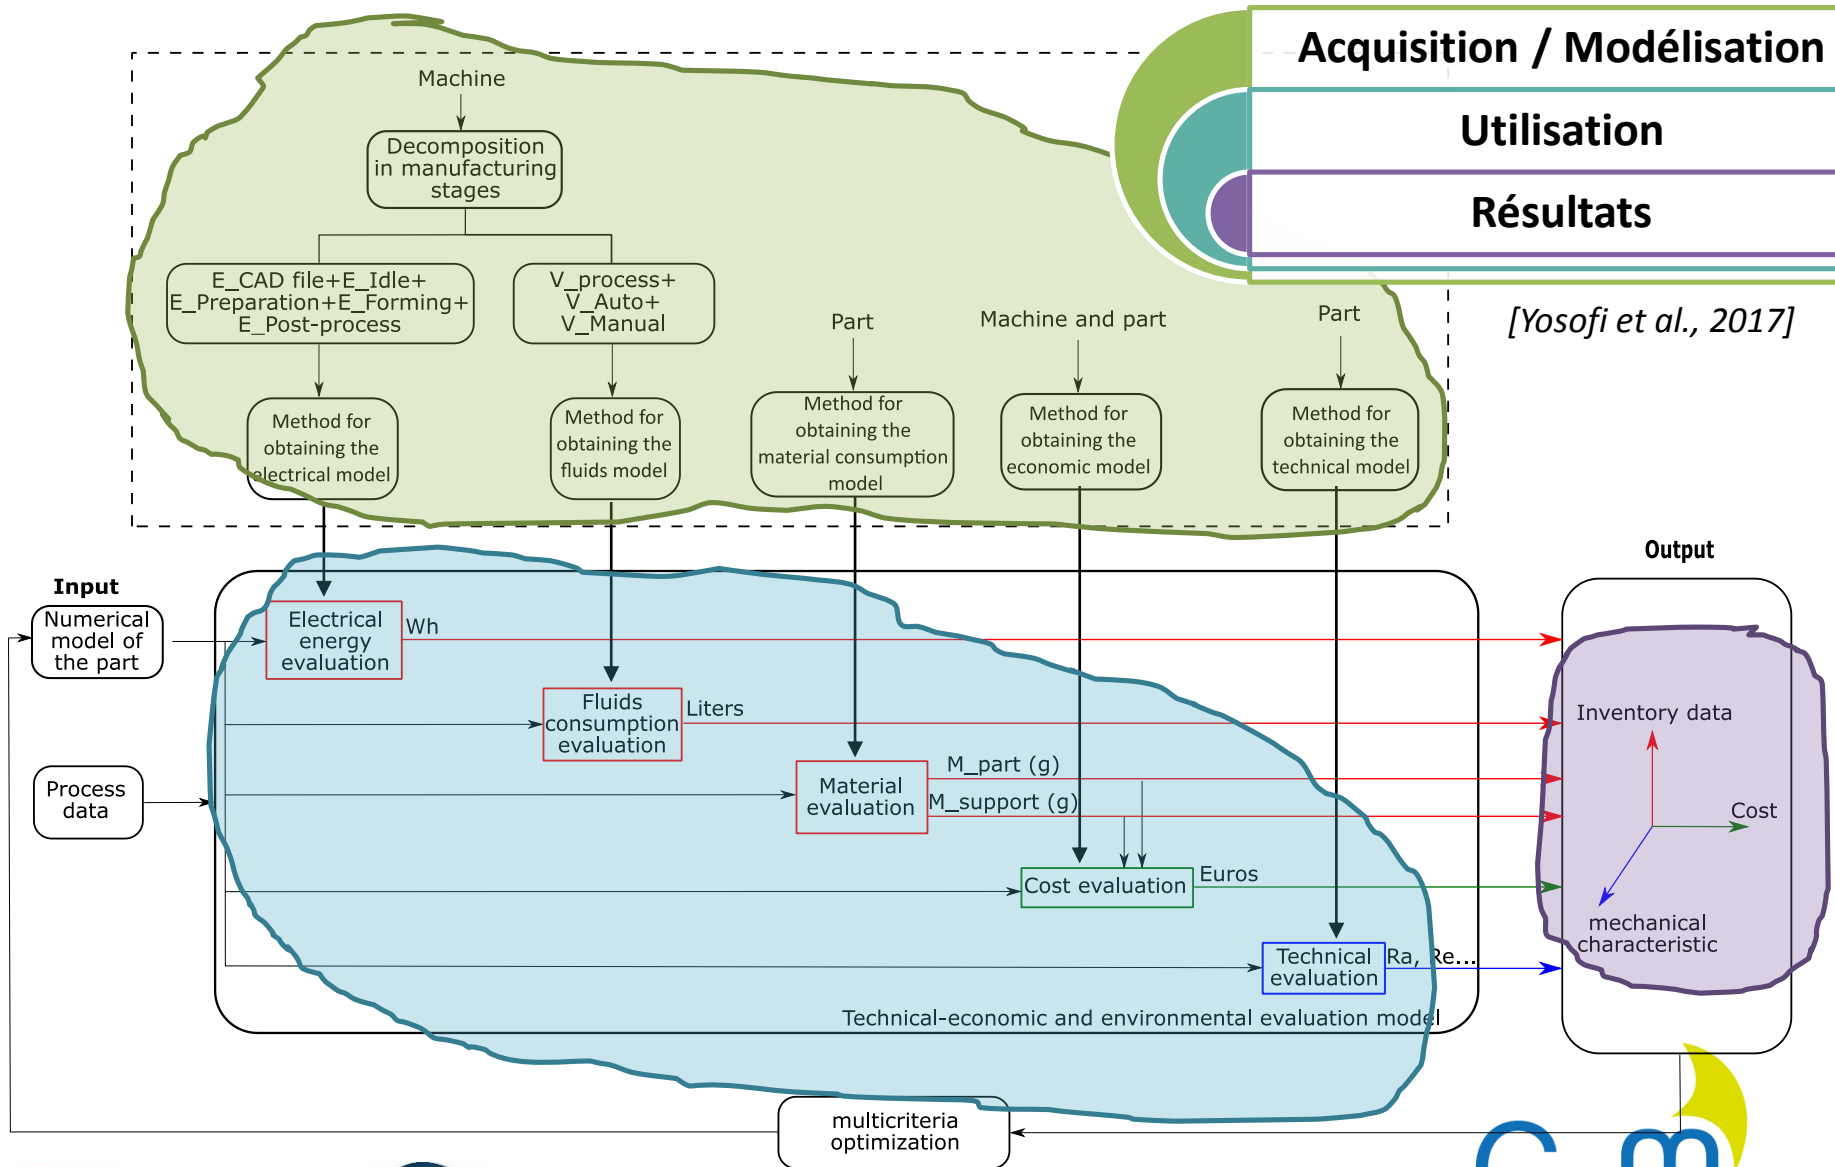 Acquisition / Modélisation
Utilisation
Résultats
[Yosofi et al., 2017]
Machine
Decomposition
in manufacturing
stages
E_CAD file+E_Idle+
E_Preparation+E_Forming+
E_Post-process
V_process+
V_Auto+
V_Manual
Part
Machine and part
Part
Method for
obtaining the
electrical model
Method for
obtaining the
fluids model
Method for
obtaining the
material consumption
model
Method for
obtaining the
economic model
Method for
obtaining the
technical model
Input
Numerical
model of
the part
Process
data
Electrical
energy
evaluation
Wh
Fluids
consumption
evaluation
Liters
Material
evaluation
M_part (g)
M_support (g)
Cost evaluation
Euros
Technical
evaluation
Ra, Re...
Technical-economic and environmental evaluation model
Output
Inventory data
Cost
mechanical
characteristic
multicriteria
optimization